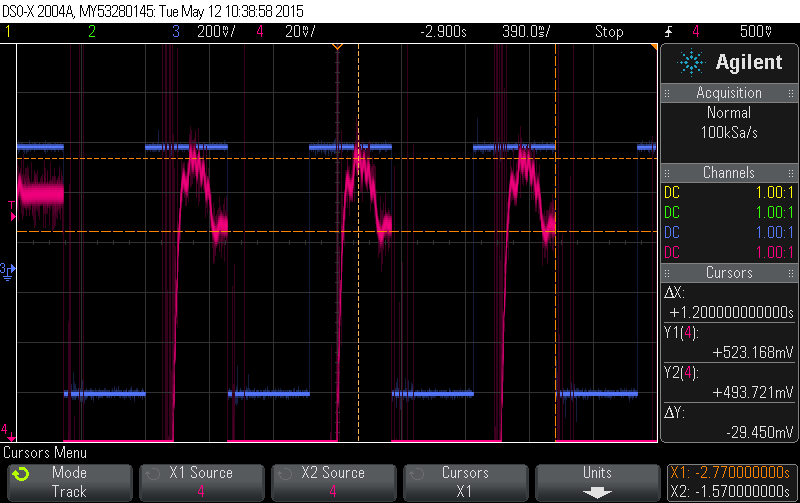 DSO-X 2004A, MY53280145: Tue May 12 10:38:58 2015
1 2 3 200mV/ 4 20mV/ -2.900s 390.0ms/ Stop 4 500mV
Agilent
Acquisition
Normal
100kSa/s
Channels
DC 1.00:1
DC 1.00:1
DC 1.00:1
DC 1.00:1
Cursors
ΔX:
+1.200000000000s
Y1(4):
+523.168mV
Y2(4):
+493.721mV
ΔY:
-29.450mV
T
3
4
Cursors Menu
Mode
Track
X1 Source
4
X2 Source
4
Cursors
X1
Units
X1: -2.770000000s
X2: -1.570000000s